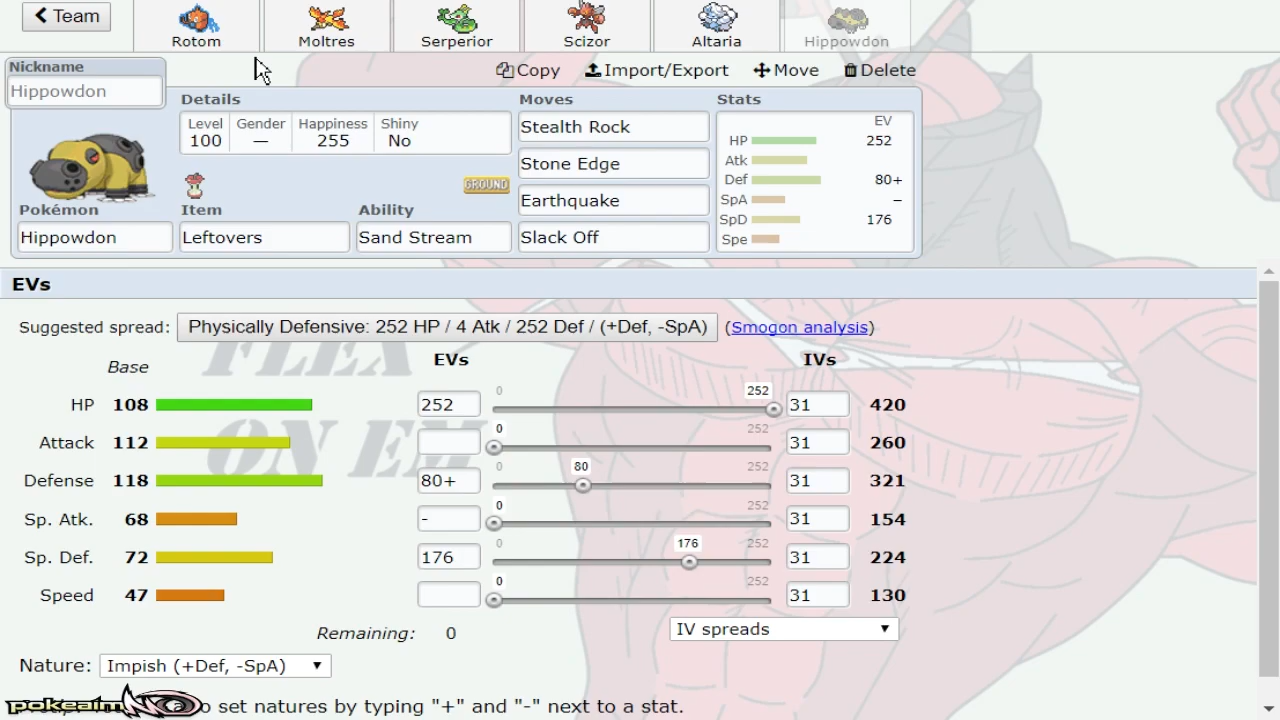 Team
Rotom
Moltres
Serperior
Scizor
Altaria
Hippowdon
Copy
Import/Export
Move
Delete
Nickname
Hippowdon
Details
Level
100
Gender
—
Happiness
255
Shiny
No
GROUND
Pokémon
Hippowdon
Item
Leftovers
Ability
Sand Stream
Moves
Stealth Rock
Stone Edge
Earthquake
Slack Off
Stats
EV
HP 252
Atk
Def 80+
SpA –
SpD 176
Spe
EVs
Suggested spread: Physically Defensive: 252 HP / 4 Atk / 252 Def / (+Def, -SpA) (Smogon analysis)
FLEX
ON EM
Base EVs IVs
HP 108 252 0 252 252 31 420
Attack 112 0 252 31 260
Defense 118 80+ 0 80 252 31 321
Sp. Atk. 68 - 0 252 31 154
Sp. Def. 72 176 0 176 252 31 224
Speed 47 0 252 31 130
Remaining: 0
IV spreads
Nature: Impish (+Def, -SpA)
pokeaim
o set natures by typing "+" and "-" next to a stat.